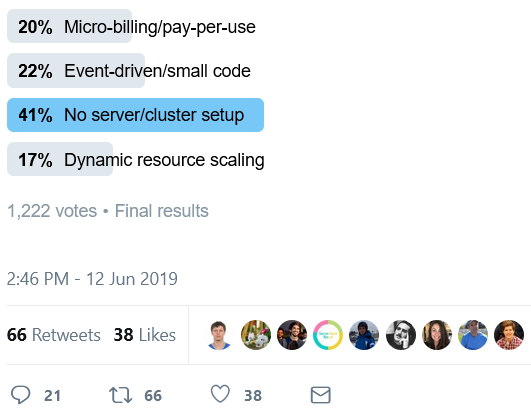 20% Micro-billing/pay-per-use
22% Event-driven/small code
41% No server/cluster setup
17% Dynamic resource scaling
1,222 votes • Final results
2:46 PM - 12 Jun 2019
66 Retweets 38 Likes
21 66 38